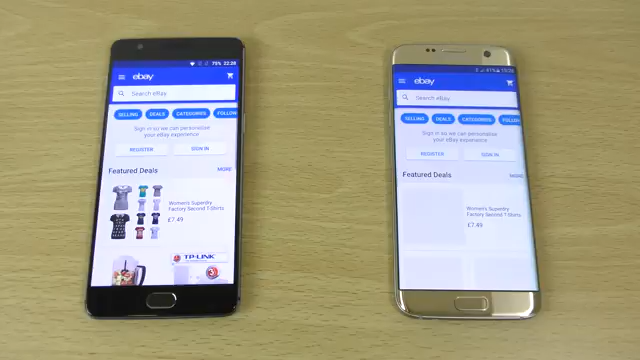 75% 22:28
ebay
Search eBay
SELLING DEALS CATEGORIES FOLLOW
Sign in so we can personalise
your eBay experience
REGISTER SIGN IN
Featured Deals MORE
Women's Superdry
Factory Second T-Shirts
£7.49
TP-LINK
ebay
Search eBay
SELLING DEALS CATEGORIES FOLLO
Sign in so we can personalise
your eBay experience
REGISTER SIGN IN
Featured Deals MORE
Women's Superdry
Factory Second T-Shirts
£7.49